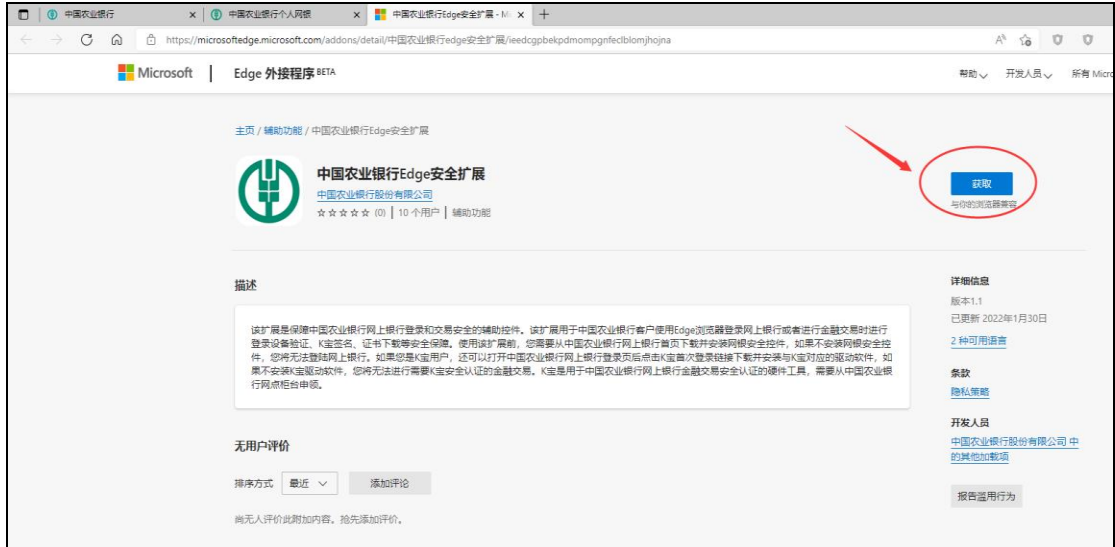 中国农业银行
中国农业银行个人网银
中国农业银行Edge安全扩展 - Mi
https://microsoftedge.microsoft.com/addons/detail/中国农业银行edge安全扩展/ieedcgpbekpdmompgnfeclblomjhojna
Microsoft
Edge 外接程序 BETA
帮助
开发人员
所有 Micro
主页 / 辅助功能 / 中国农业银行Edge安全扩展
中国农业银行Edge安全扩展
中国农业银行股份有限公司
☆☆☆☆☆ (0) | 10 个用户 | 辅助功能
获取
与你的浏览器兼容
描述
该扩展是保障中国农业银行网上银行登录和交易安全的辅助控件。该扩展用于中国农业银行客户使用Edge浏览器登录网上银行或者进行金融交易时进行
登录设备验证、K宝签名、证书下载等安全保障。使用该扩展前，您需要从中国农业银行网上银行首页下载并安装网银安全控件，如果不安装网银安全控
件，您将无法登陆网上银行。如果您是K宝用户，还可以打开中国农业银行网上银行登录页后点击K宝首次登录链接下载并安装与K宝对应的驱动软件，如
果不安装K宝驱动软件，您将无法进行需要K宝安全认证的金融交易。K宝是用于中国农业银行网上银行金融交易安全认证的硬件工具，需要从中国农业银
行网点柜台申领。
详细信息
版本1.1
已更新 2022年1月30日
2 种可用语言
条款
隐私策略
开发人员
中国农业银行股份有限公司 中
的其他加载项
报告滥用行为
无用户评价
排序方式
最近
添加评论
尚无人评价此附加内容。抢先添加评价。